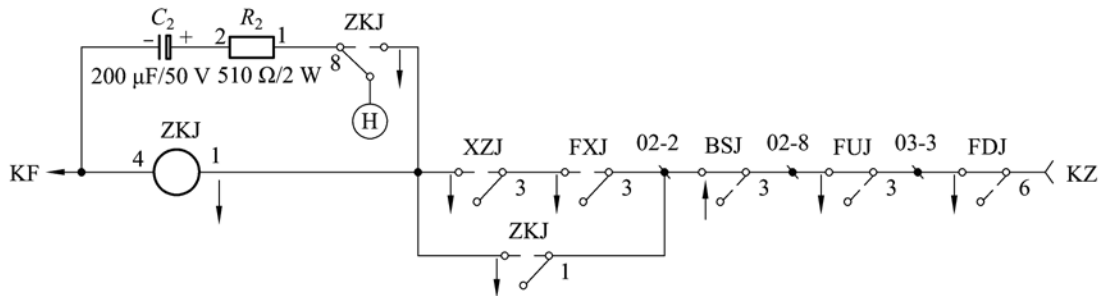 C₂ R₂ ZKJ
− + 2 1
8
200 μF/50 V 510 Ω/2 W
H
ZKJ
4 1
XZJ FXJ 02-2 BSJ 02-8 FUJ 03-3 FDJ
KF KZ
3 3 3 3 6
ZKJ
1